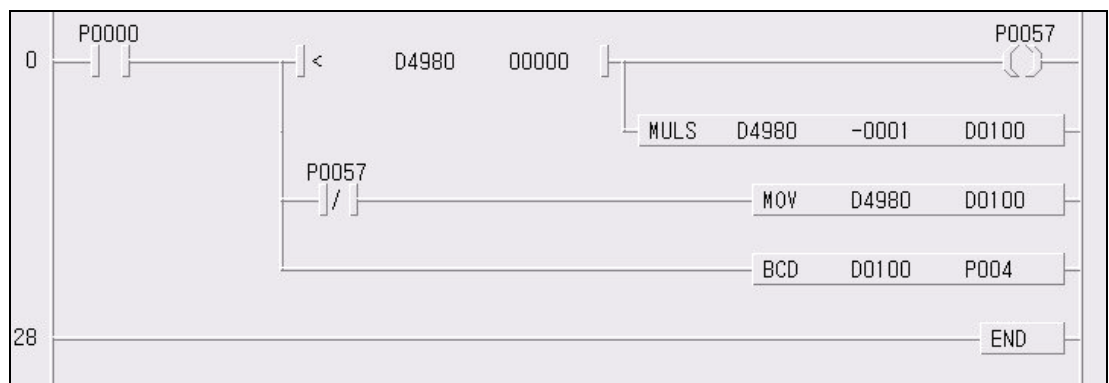 P0000 P0057
0 < D4980 00000 ( )
MULS D4980 -0001 D0100
P0057
/ MOV D4980 D0100
BCD D0100 P004
28 END